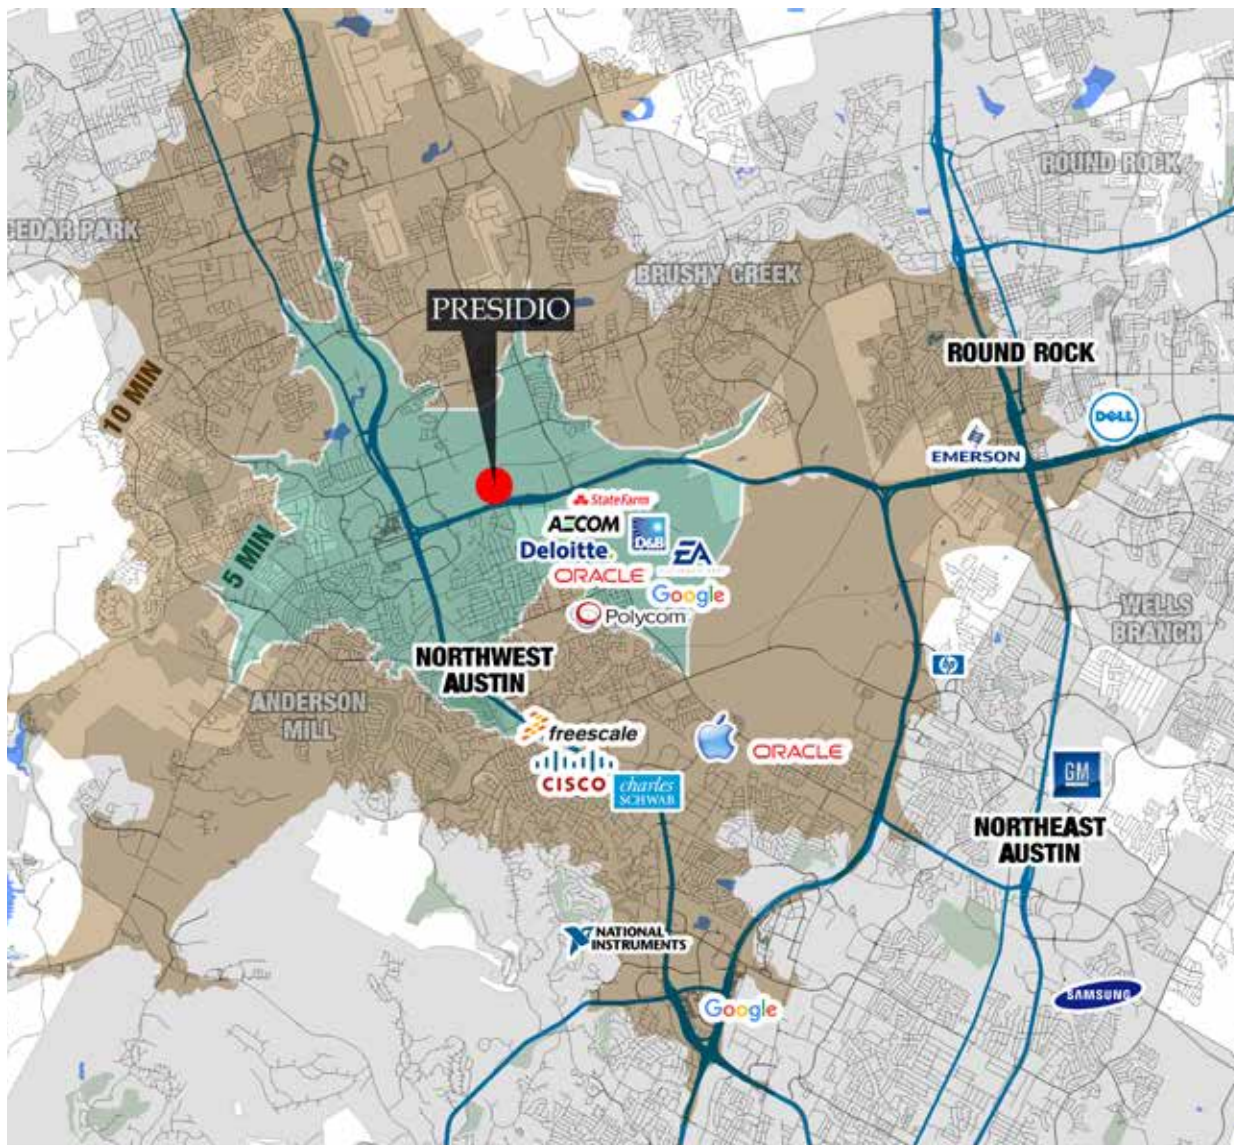 ROUND ROCK
CEDAR PARK
BRUSHY CREEK
PRESIDIO
ROUND ROCK
10 MIN
DELL
EMERSON
StateFarm
AECOM
D&B
Deloitte.
EA
5 MIN
ORACLE
Google
Polycom
WELLS
BRANCH
NORTHWEST
AUSTIN
hp
ANDERSON
MILL
freescale
ORACLE
CISCO
charles
SCHWAB
GM
NORTHEAST
AUSTIN
NATIONAL
INSTRUMENTS
SAMSUNG
Google